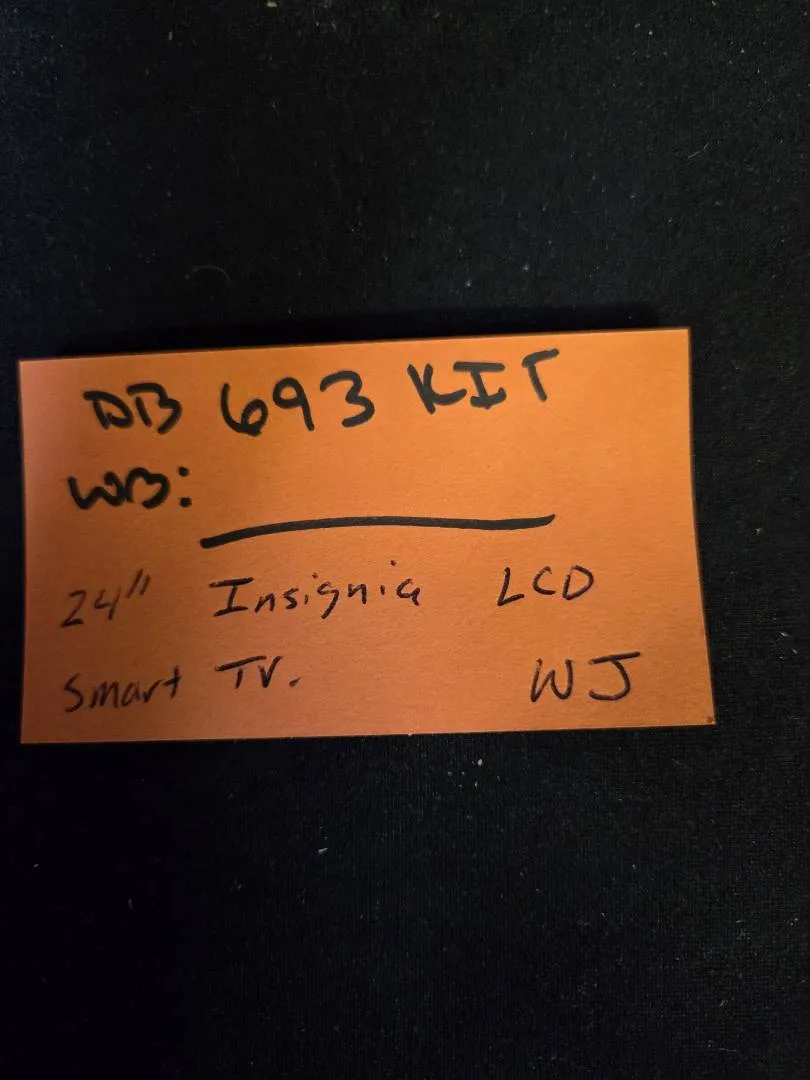 DB 693 KIT
WB:
24" Insignia LCD
Smart TV. WJ